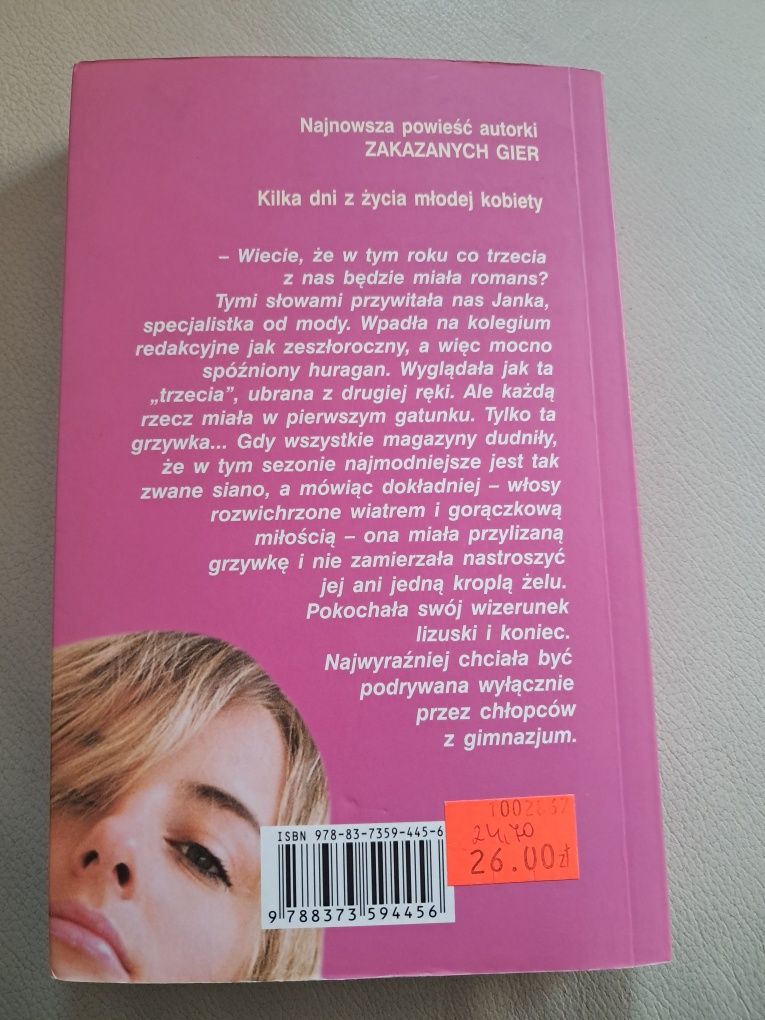 Najnowsza powieść autorki
ZAKAZANYCH GIER
Kilka dni z życia młodej kobiety
– Wiecie, że w tym roku co trzecia
z nas będzie miała romans?
Tymi słowami przywitała nas Janka,
specjalistka od mody. Wpadła na kolegium
redakcyjne jak zeszłoroczny, a więc mocno
spóźniony huragan. Wyglądała jak ta
„trzecia”, ubrana z drugiej ręki. Ale każdą
rzecz miała w pierwszym gatunku. Tylko ta
grzywka... Gdy wszystkie magazyny dudniły,
że w tym sezonie najmodniejsze jest tak
zwane siano, a mówiąc dokładniej – włosy
rozwichrzone wiatrem i gorączkową
miłością – ona miała przylizaną
grzywkę i nie zamierzała nastroszyć
jej ani jedną kroplą żelu.
Pokochała swój wizerunek
lizuski i koniec.
Najwyraźniej chciała być
podrywana wyłącznie
przez chłopców
z gimnazjum.
ISBN 978-83-7359-445-6
9 788373 594456
24,70
26.00zł